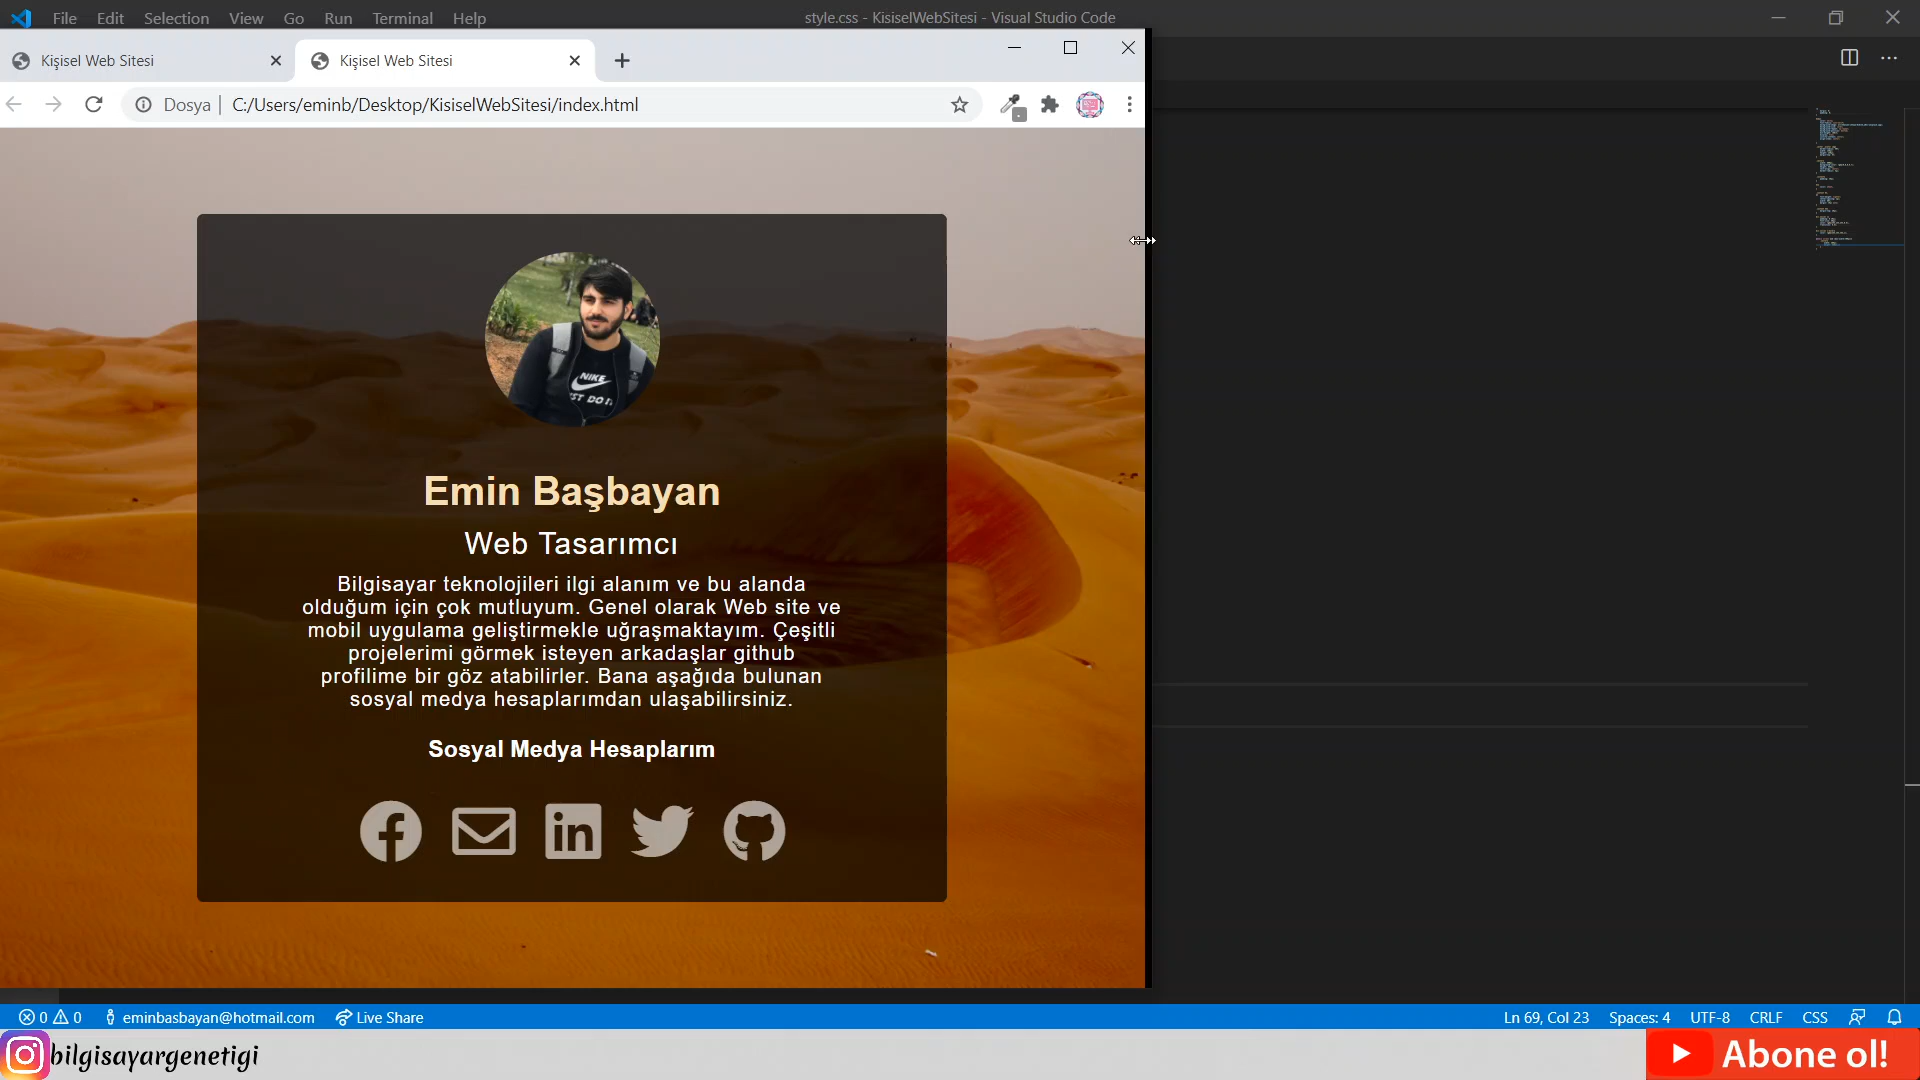 File Edit Selection View Go Run Terminal Help
style.css - KisiselWebSitesi - Visual Studio Code
Kişisel Web Sitesi
Kişisel Web Sitesi
Dosya C:/Users/eminb/Desktop/KisiselWebSitesi/index.html
NIKE
Emin Başbayan
Web Tasarımcı
Bilgisayar teknolojileri ilgi alanım ve bu alanda
olduğum için çok mutluyum. Genel olarak Web site ve
mobil uygulama geliştirmekle uğraşmaktayım. Çeşitli
projelerimi görmek isteyen arkadaşlar github
profilime bir göz atabilirler. Bana aşağıda bulunan
sosyal medya hesaplarımdan ulaşabilirsiniz.
Sosyal Medya Hesaplarım
0 0 eminbasbayan@hotmail.com Live Share
Ln 69, Col 23 Spaces: 4 UTF-8 CRLF CSS
bilgisayargenetigi
Abone ol!